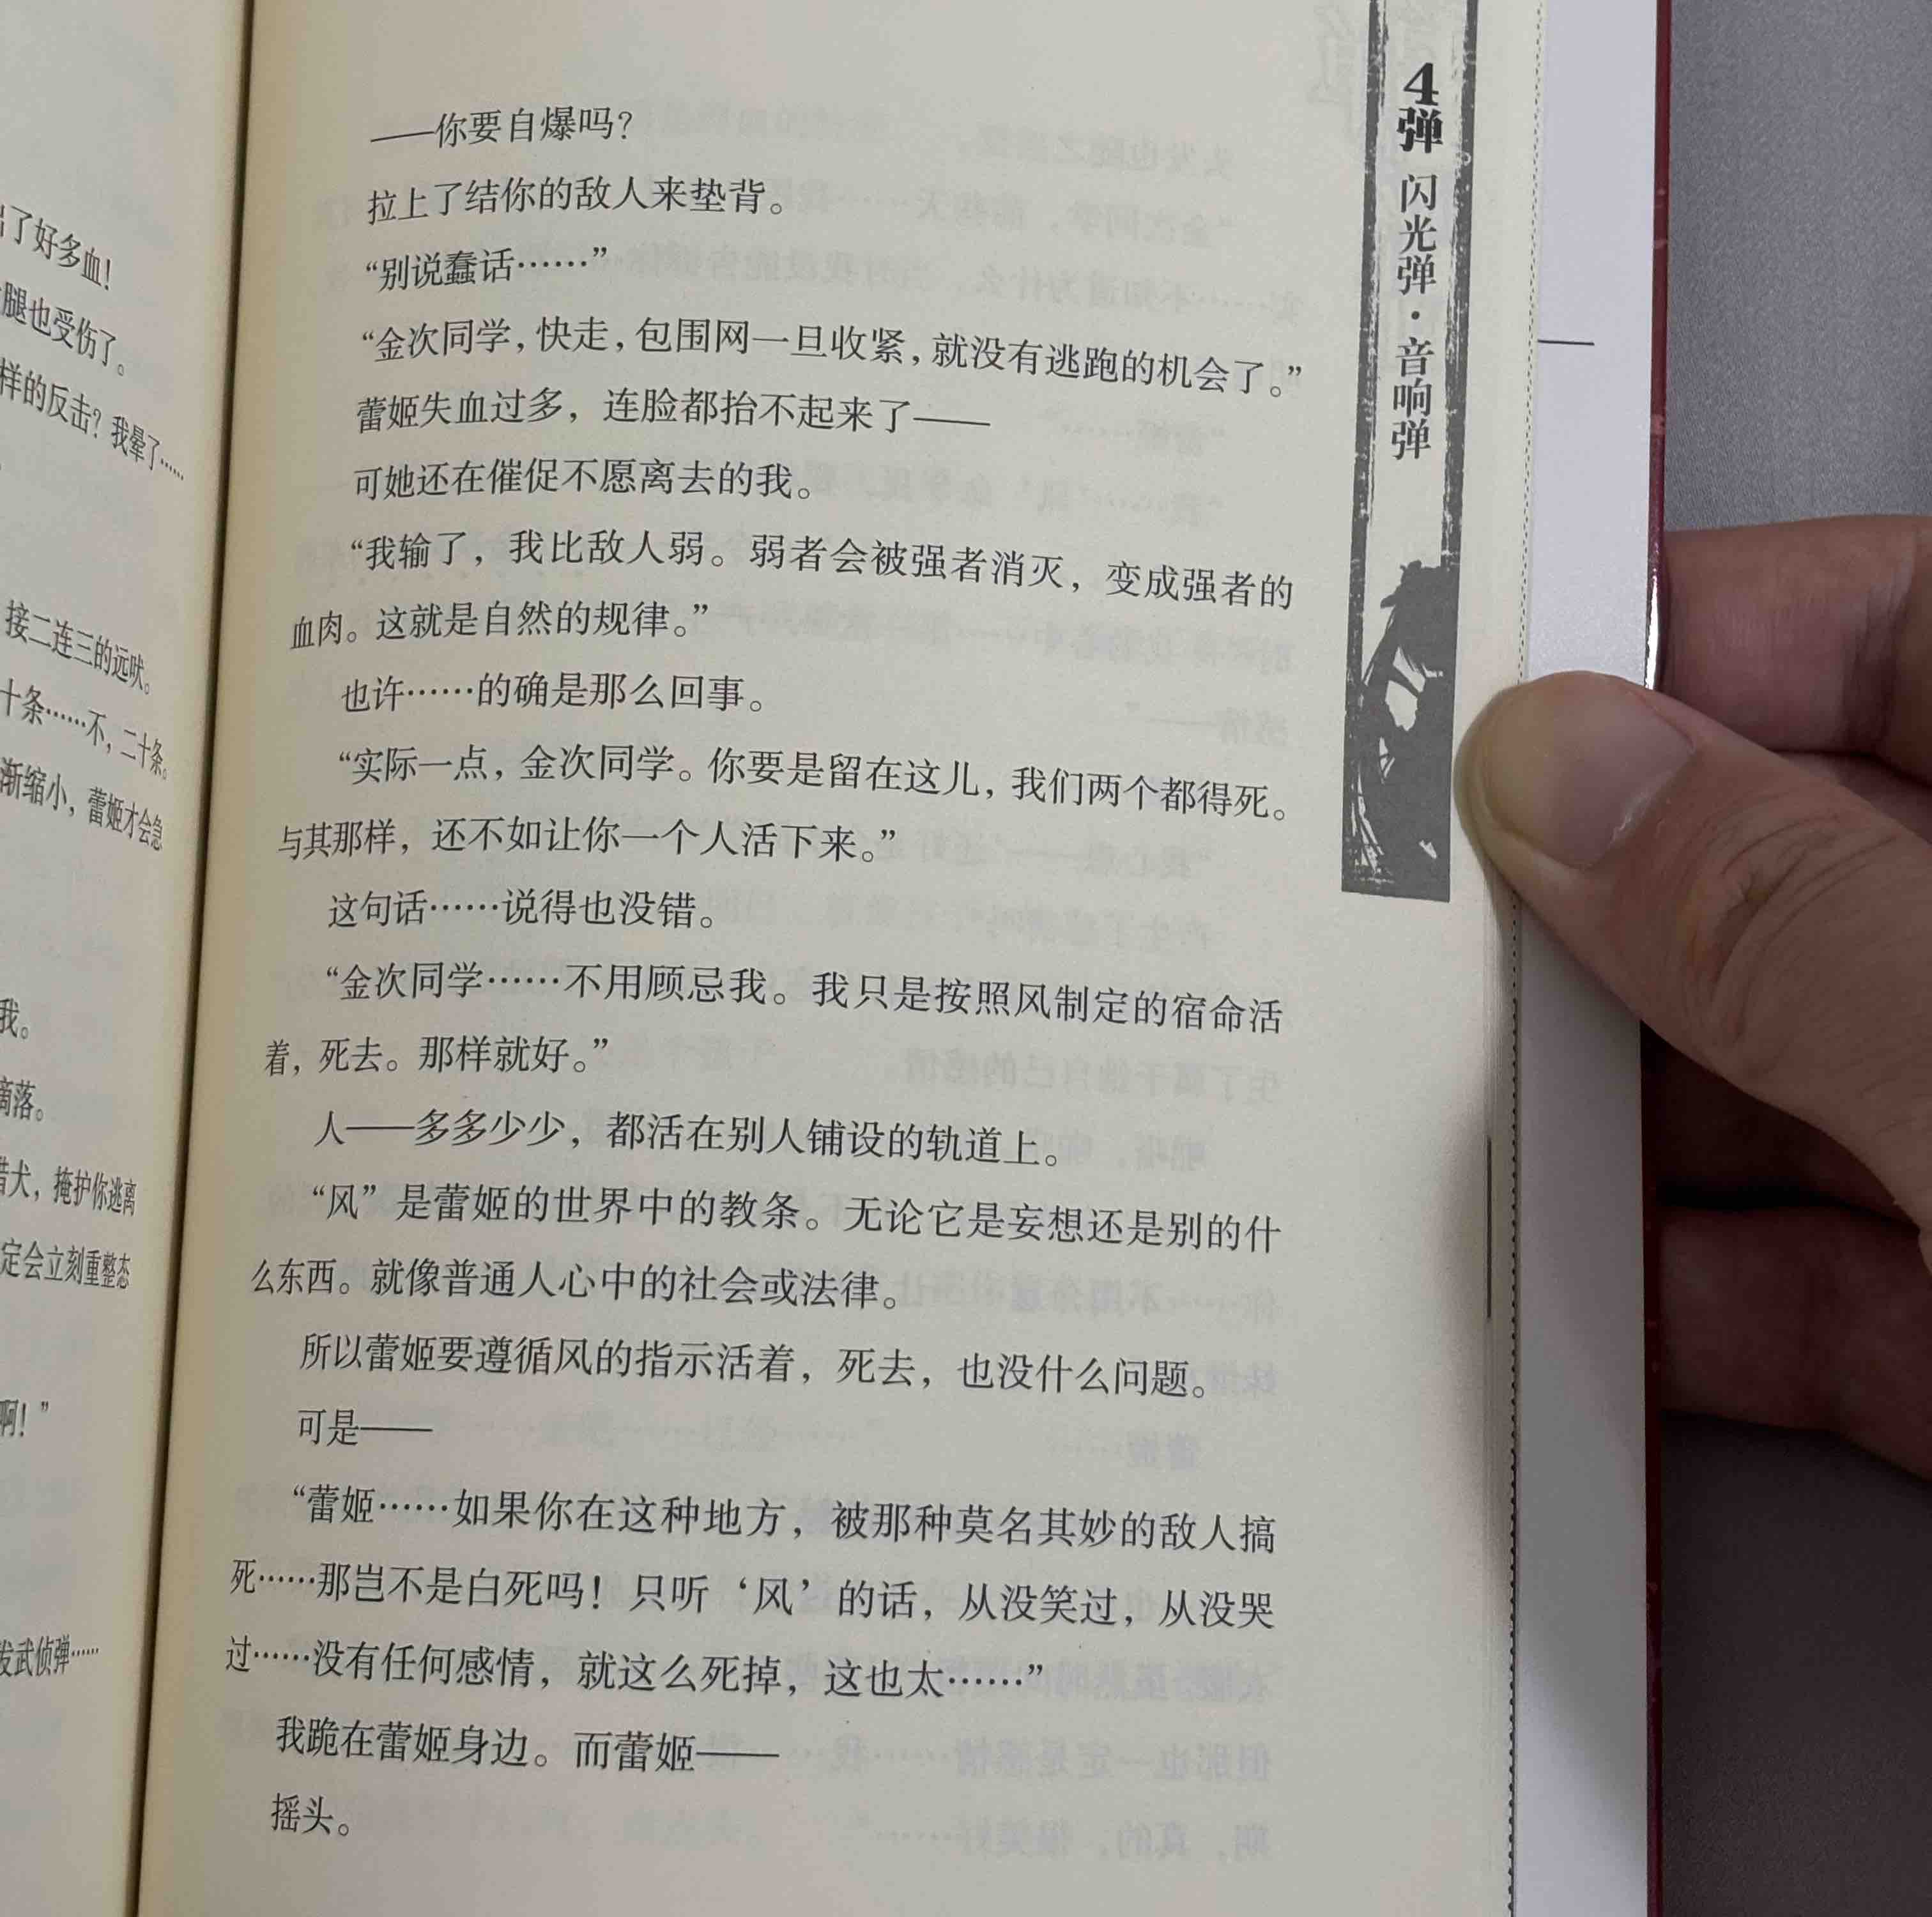 出了好多血！
腿也受伤了。
样的反击？我晕了……
接二连三的远吠。
十条……不，二十条。
渐缩小，蕾姬才会急
我。
滴落。
猎犬，掩护你逃离
定会立刻重整态
啊！”
发武侦弹……
——你要自爆吗？
拉上了结你的敌人来垫背。
“别说蠢话……”
“金次同学，快走，包围网一旦收紧，就没有逃跑的机会了。”
蕾姬失血过多，连脸都抬不起来了——
可她还在催促不愿离去的我。
“我输了，我比敌人弱。弱者会被强者消灭，变成强者的
血肉。这就是自然的规律。”
也许……的确是那么回事。
“实际一点，金次同学。你要是留在这儿，我们两个都得死。
与其那样，还不如让你一个人活下来。”
这句话……说得也没错。
“金次同学……不用顾忌我。我只是按照风制定的宿命活
着，死去。那样就好。”
人——多多少少，都活在别人铺设的轨道上。
“风”是蕾姬的世界中的教条。无论它是妄想还是别的什
么东西。就像普通人心中的社会或法律。
所以蕾姬要遵循风的指示活着，死去，也没什么问题。
可是——
“蕾姬……如果你在这种地方，被那种莫名其妙的敌人搞
死……那岂不是白死吗！只听‘风’的话，从没笑过，从没哭
过……没有任何感情，就这么死掉，这也太……”
我跪在蕾姬身边。而蕾姬——
摇头。
4弹 闪光弹·音响弹